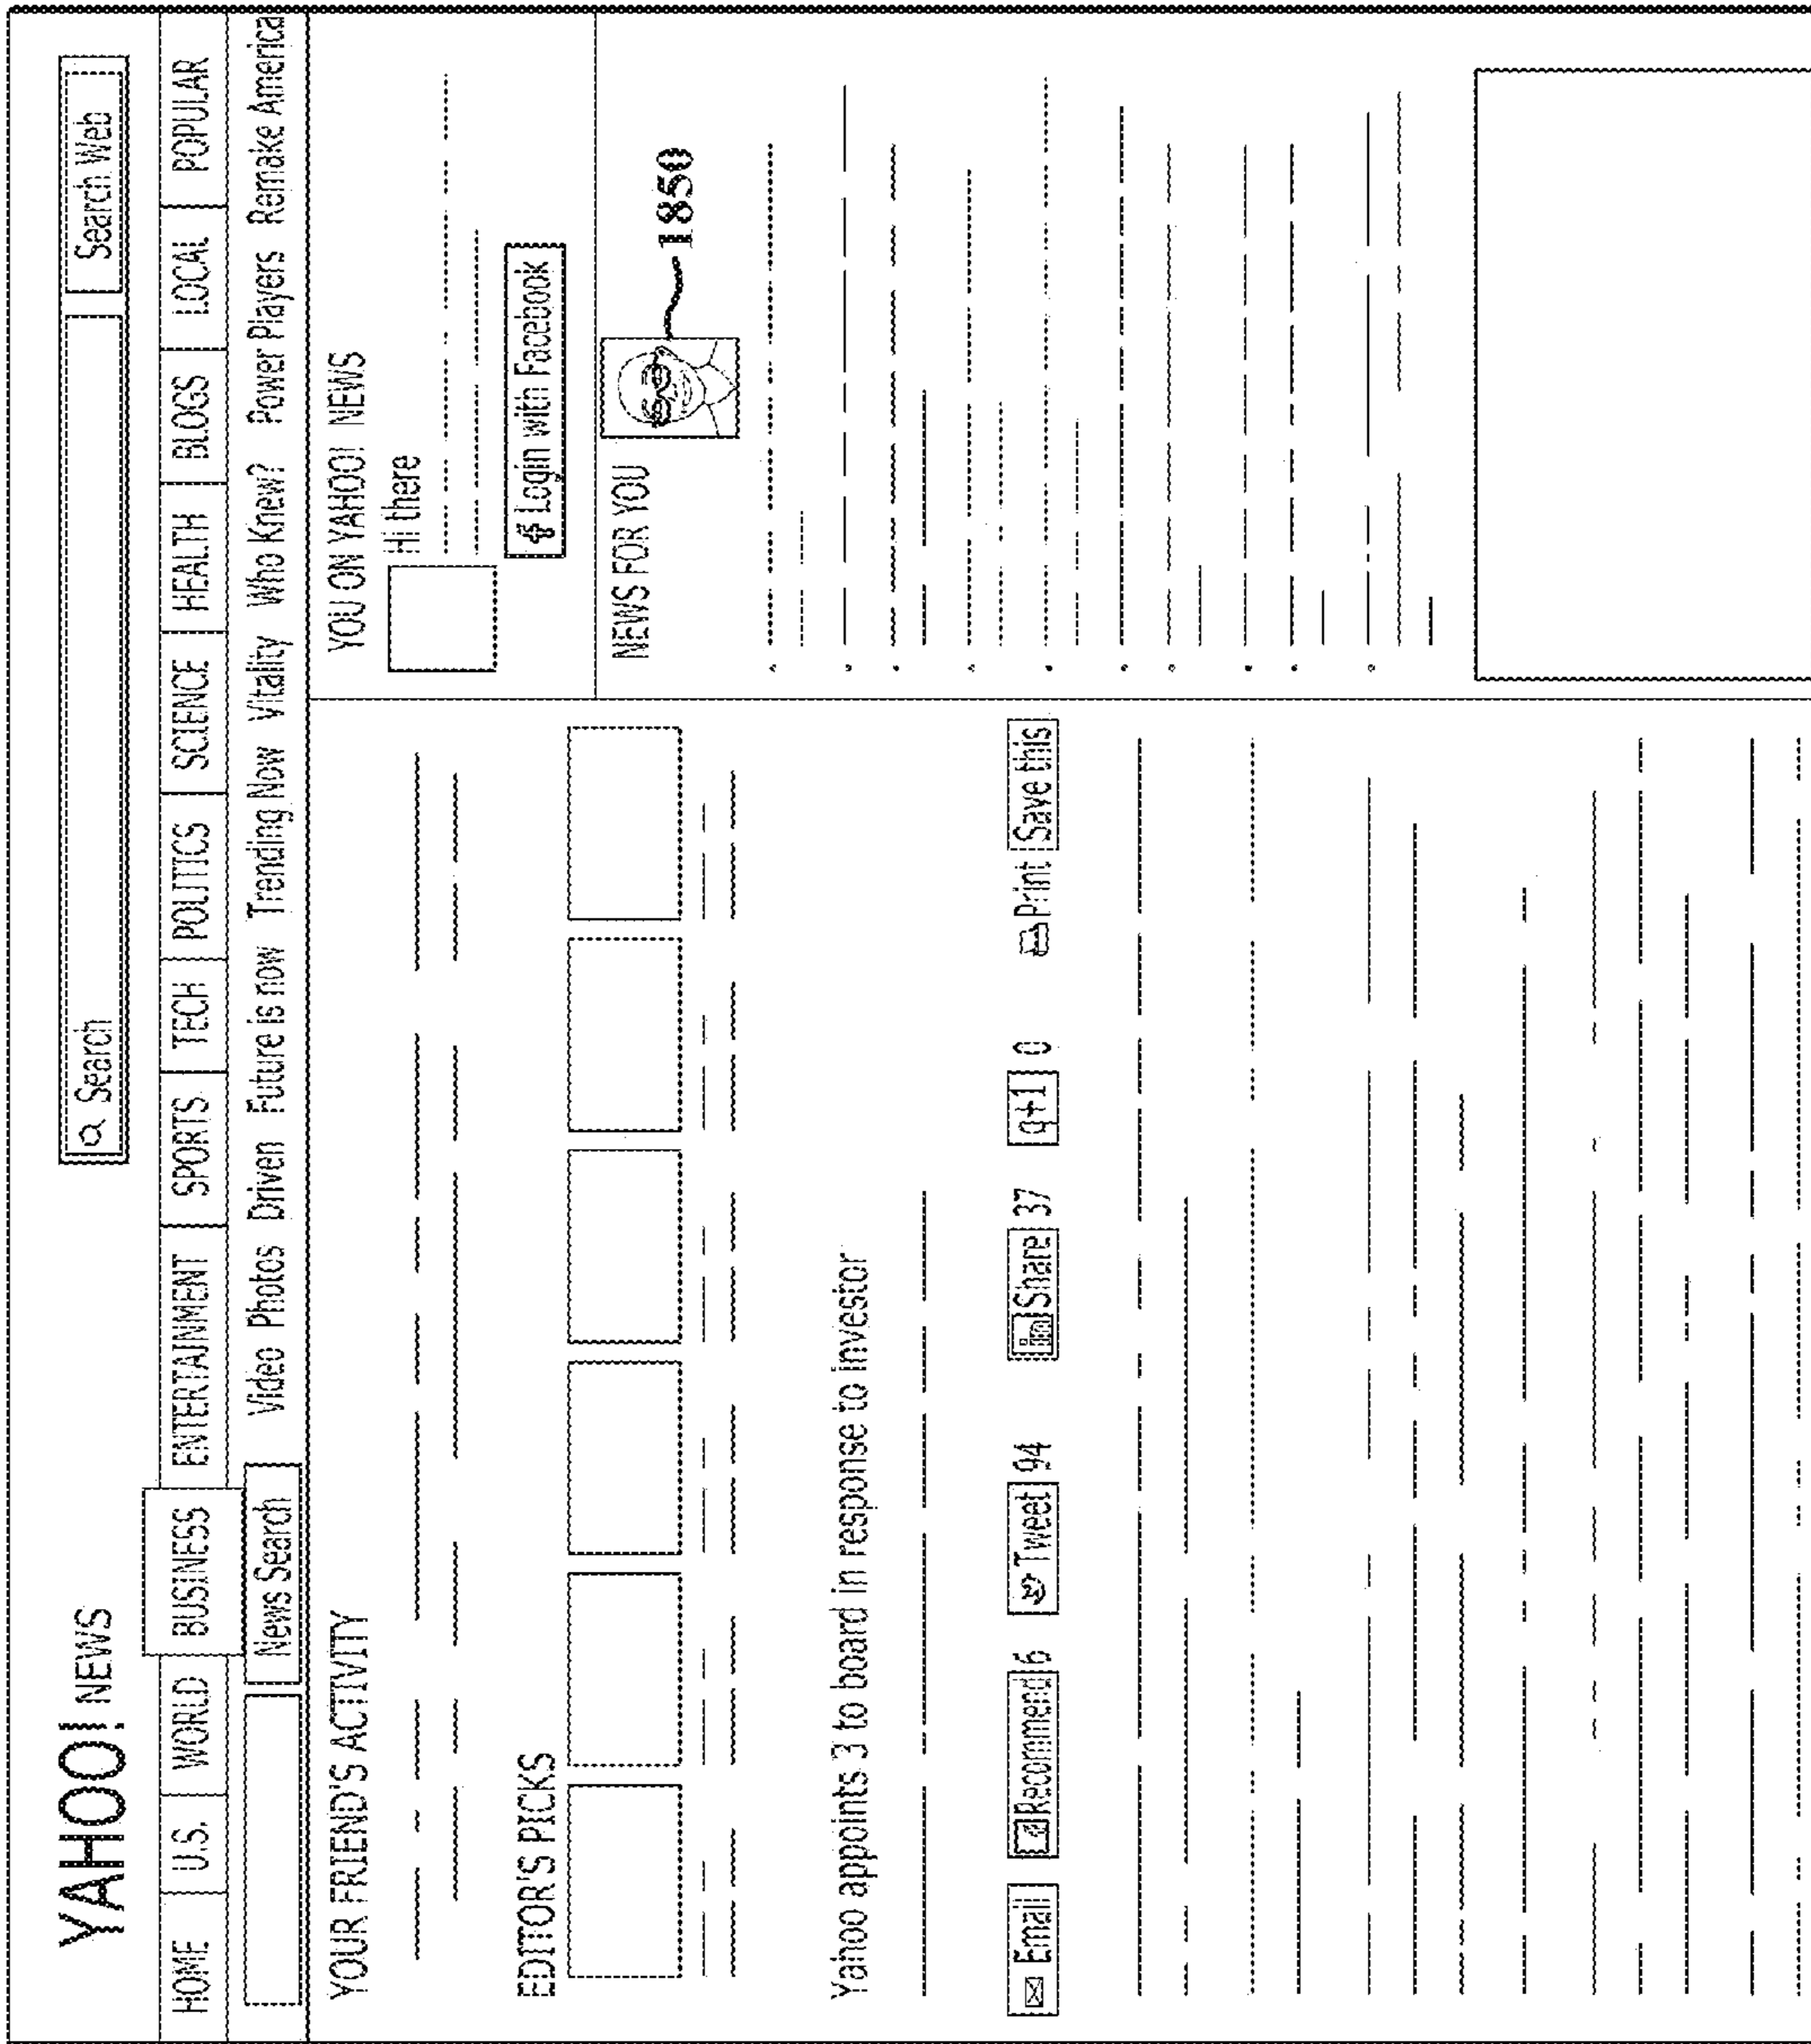 YAHOO! NEWS
Search
Search Web
HOME U.S. WORLD BUSINESS ENTERTAINMENT SPORTS TECH POLITICS SCIENCE HEALTH BLOGS LOCAL POPULAR
News Search Video Photos Driven Future is now Trending Now Vitality Who Knew? Power Players Remake America
YOUR FRIEND'S ACTIVITY
EDITOR'S PICKS
Yahoo appoints 3 to board in response to investor
Email Recommend 6 Tweet 94 in Share 37 q+1 0 Print Save this
YOU ON YAHOO! NEWS
Hi there
Login with Facebook
NEWS FOR YOU
1850